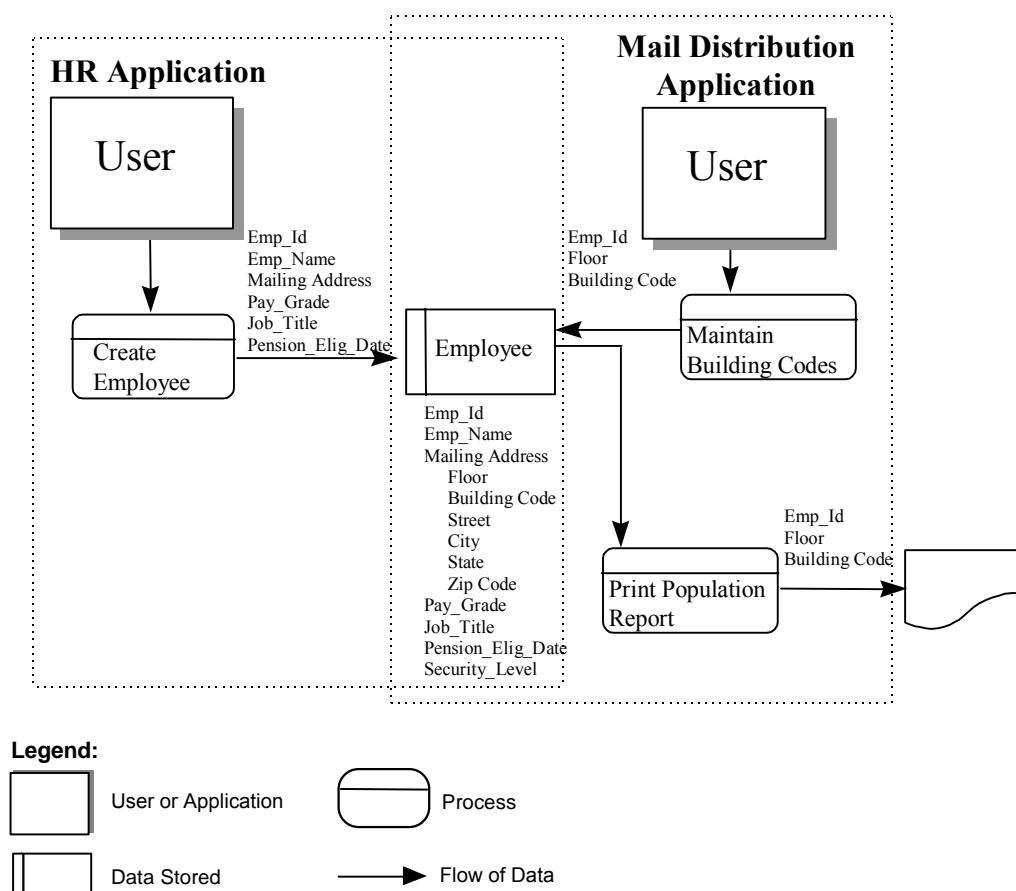 HR Application
Mail Distribution
Application
User
User
Emp_Id
Emp_Name
Mailing Address
Pay_Grade
Job_Title
Pension_Elig_Date
Emp_Id
Floor
Building Code
Create
Employee
Employee
Maintain
Building Codes
Emp_Id
Emp_Name
Mailing Address
Floor
Building Code
Street
City
State
Zip Code
Pay_Grade
Job_Title
Pension_Elig_Date
Security_Level
Emp_Id
Floor
Building Code
Print Population
Report
Legend:
User or Application
Process
Data Stored
Flow of Data